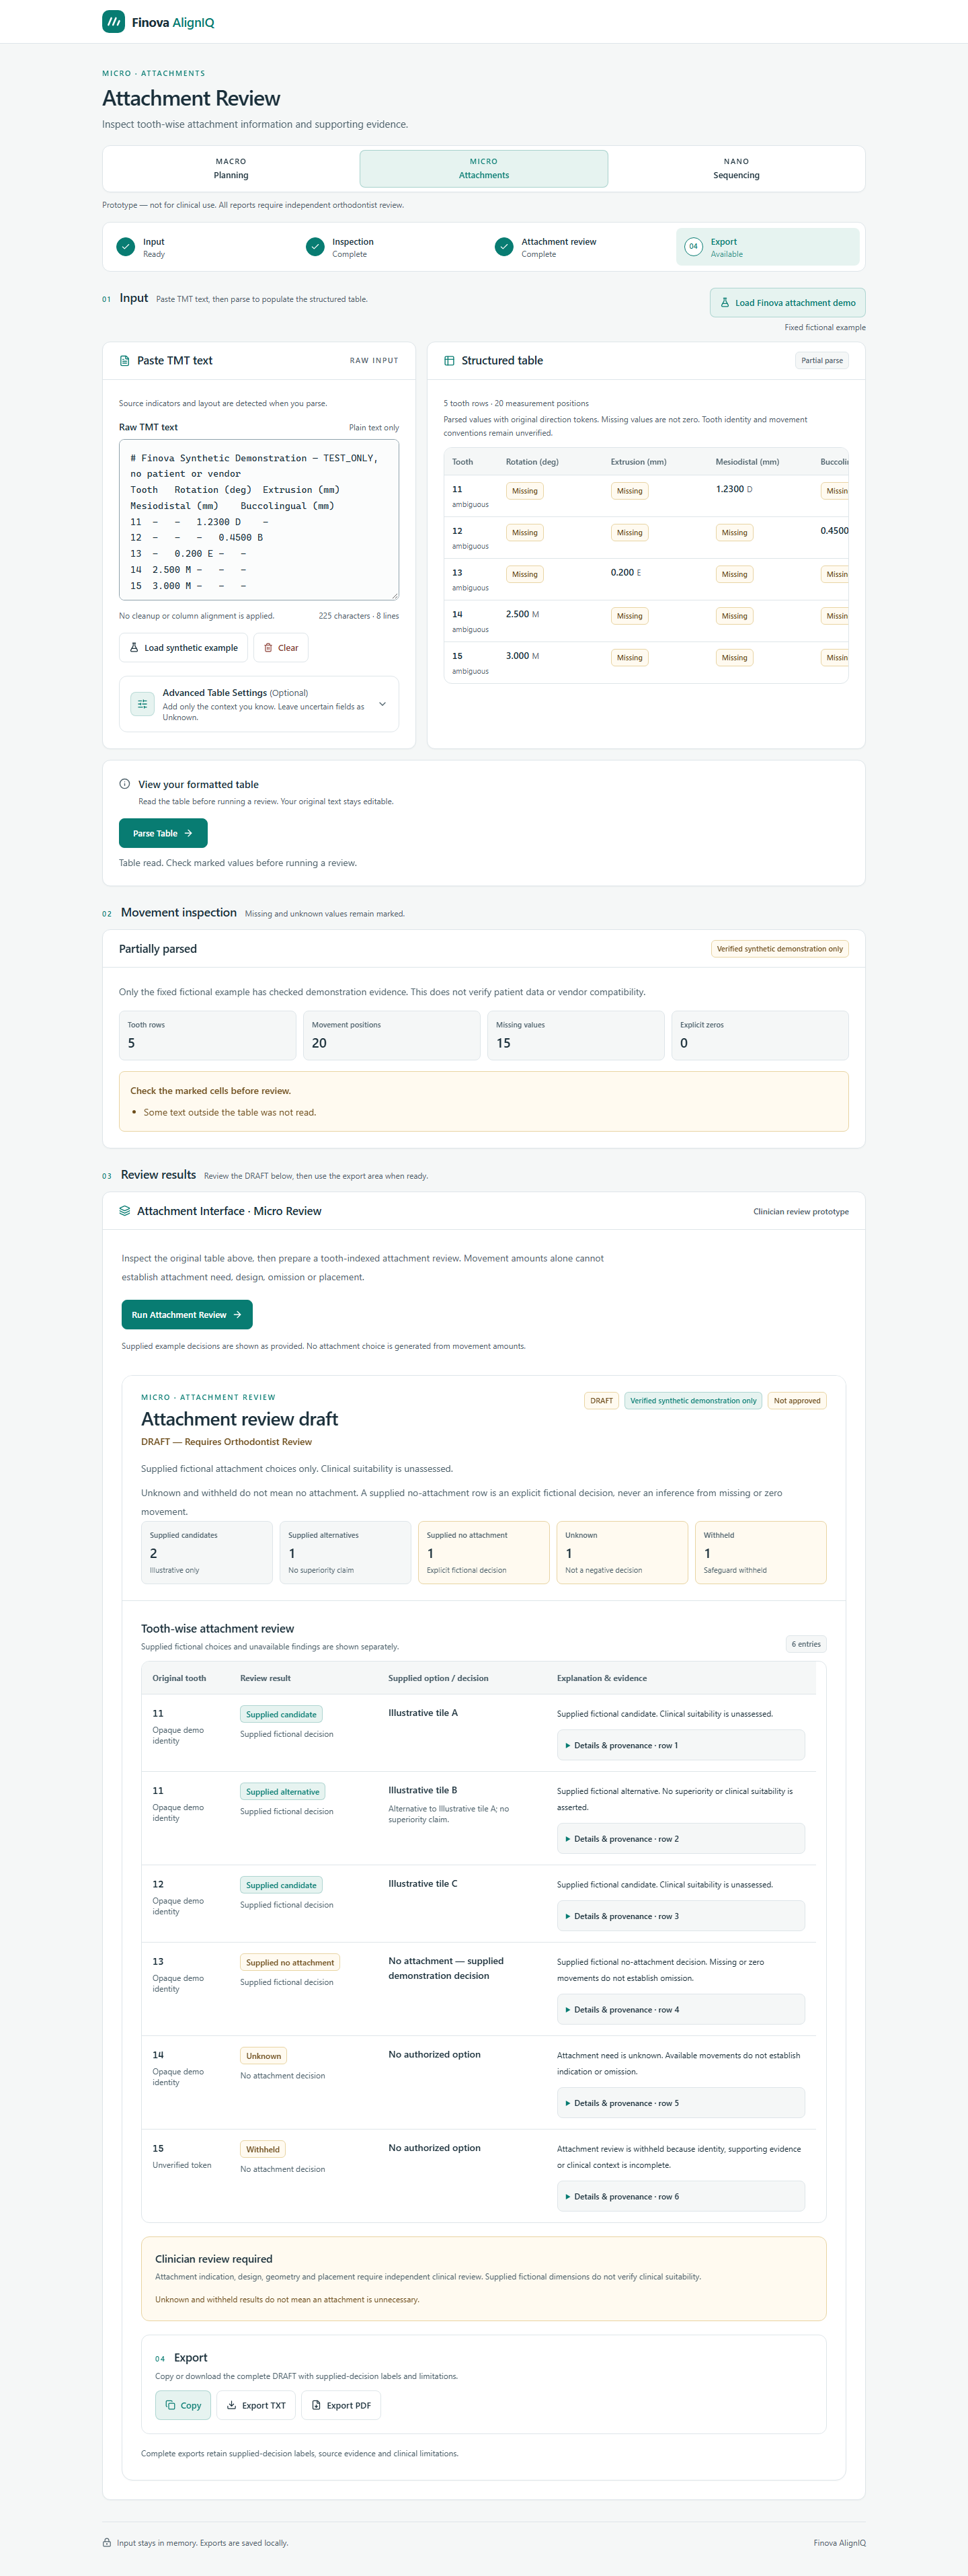 Finova AlignIQ
MICRO · ATTACHMENTS
Attachment Review
Inspect tooth-wise attachment information and supporting evidence.
MACRO
Planning
MICRO
Attachments
NANO
Sequencing
Prototype — not for clinical use. All reports require independent orthodontist review.
Input
Ready
Inspection
Complete
Attachment review
Complete
04
Export
Available
01 Input Paste TMT text, then parse to populate the structured table.
Load Finova attachment demo
Fixed fictional example
Paste TMT text
RAW INPUT
Source indicators and layout are detected when you parse.
Raw TMT text
Plain text only
# Finova Synthetic Demonstration — TEST_ONLY,
no patient or vendor
Tooth Rotation (deg) Extrusion (mm)
Mesiodistal (mm) Buccolingual (mm)
11 – – 1.2300 D –
12 – – – 0.4500 B
13 – 0.200 E – –
14 2.500 M – – –
15 3.000 M – – –
No cleanup or column alignment is applied.
225 characters · 8 lines
Load synthetic example
Clear
Advanced Table Settings (Optional)
Add only the context you know. Leave uncertain fields as
Unknown.
Structured table
Partial parse
5 tooth rows · 20 measurement positions
Parsed values with original direction tokens. Missing values are not zero. Tooth identity and movement
conventions remain unverified.
Tooth Rotation (deg) Extrusion (mm) Mesiodistal (mm) Buccolin
11 Missing Missing 1.2300 D Missin
ambiguous
12 Missing Missing Missing 0.4500
ambiguous
13 Missing 0.200 E Missing Missin
ambiguous
14 2.500 M Missing Missing Missin
ambiguous
15 3.000 M Missing Missing Missin
ambiguous
View your formatted table
Read the table before running a review. Your original text stays editable.
Parse Table
Table read. Check marked values before running a review.
02 Movement inspection Missing and unknown values remain marked.
Partially parsed
Verified synthetic demonstration only
Only the fixed fictional example has checked demonstration evidence. This does not verify patient data or vendor compatibility.
Tooth rows
5
Movement positions
20
Missing values
15
Explicit zeros
0
Check the marked cells before review.
• Some text outside the table was not read.
03 Review results Review the DRAFT below, then use the export area when ready.
Attachment Interface · Micro Review
Clinician review prototype
Inspect the original table above, then prepare a tooth-indexed attachment review. Movement amounts alone cannot
establish attachment need, design, omission or placement.
Run Attachment Review
Supplied example decisions are shown as provided. No attachment choice is generated from movement amounts.
MICRO · ATTACHMENT REVIEW
DRAFT
Verified synthetic demonstration only
Not approved
Attachment review draft
DRAFT — Requires Orthodontist Review
Supplied fictional attachment choices only. Clinical suitability is unassessed.
Unknown and withheld do not mean no attachment. A supplied no-attachment row is an explicit fictional decision, never an inference from missing or zero
movement.
Supplied candidates
2
Illustrative only
Supplied alternatives
1
No superiority claim
Supplied no attachment
1
Explicit fictional decision
Unknown
1
Not a negative decision
Withheld
1
Safeguard withheld
Tooth-wise attachment review
Supplied fictional choices and unavailable findings are shown separately.
6 entries
Original tooth Review result Supplied option / decision Explanation & evidence
11
Opaque demo
identity
Supplied candidate
Supplied fictional decision
Illustrative tile A
Supplied fictional candidate. Clinical suitability is unassessed.
Details & provenance · row 1
11
Opaque demo
identity
Supplied alternative
Supplied fictional decision
Illustrative tile B
Alternative to Illustrative tile A; no
superiority claim.
Supplied fictional alternative. No superiority or clinical suitability is
asserted.
Details & provenance · row 2
12
Opaque demo
identity
Supplied candidate
Supplied fictional decision
Illustrative tile C
Supplied fictional candidate. Clinical suitability is unassessed.
Details & provenance · row 3
13
Opaque demo
identity
Supplied no attachment
Supplied fictional decision
No attachment — supplied
demonstration decision
Supplied fictional no-attachment decision. Missing or zero
movements do not establish omission.
Details & provenance · row 4
14
Opaque demo
identity
Unknown
No attachment decision
No authorized option
Attachment need is unknown. Available movements do not establish
indication or omission.
Details & provenance · row 5
15
Unverified token
Withheld
No attachment decision
No authorized option
Attachment review is withheld because identity, supporting evidence
or clinical context is incomplete.
Details & provenance · row 6
Clinician review required
Attachment indication, design, geometry and placement require independent clinical review. Supplied fictional dimensions do not verify clinical suitability.
Unknown and withheld results do not mean an attachment is unnecessary.
04 Export
Copy or download the complete DRAFT with supplied-decision labels and limitations.
Copy
Export TXT
Export PDF
Complete exports retain supplied-decision labels, source evidence and clinical limitations.
Input stays in memory. Exports are saved locally.
Finova AlignIQ